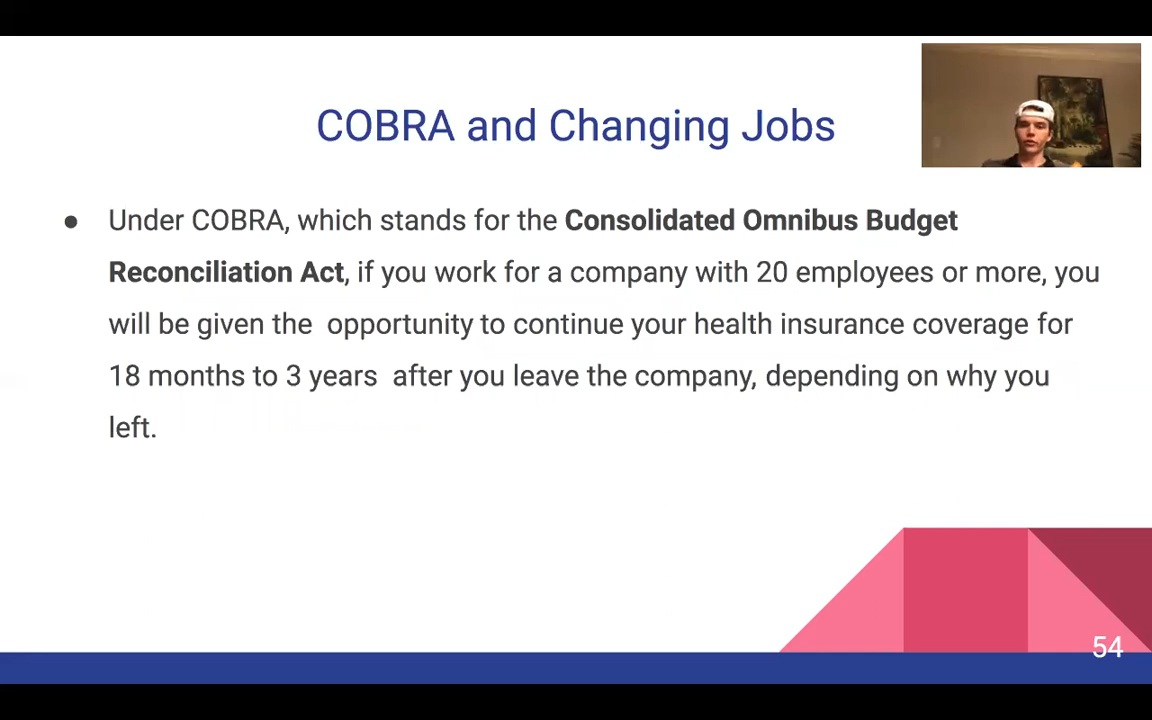 COBRA and Changing Jobs
● Under COBRA, which stands for the Consolidated Omnibus Budget
Reconciliation Act, if you work for a company with 20 employees or more, you
will be given the  opportunity to continue your health insurance coverage for
18 months to 3 years  after you leave the company, depending on why you
left.
54